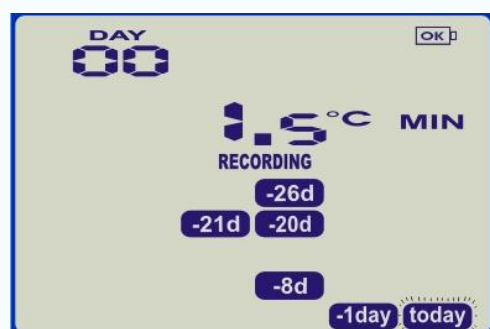 DAY OK
00
1.5°C MIN
RECORDING
-26d
-21d -20d
-8d
-1day today